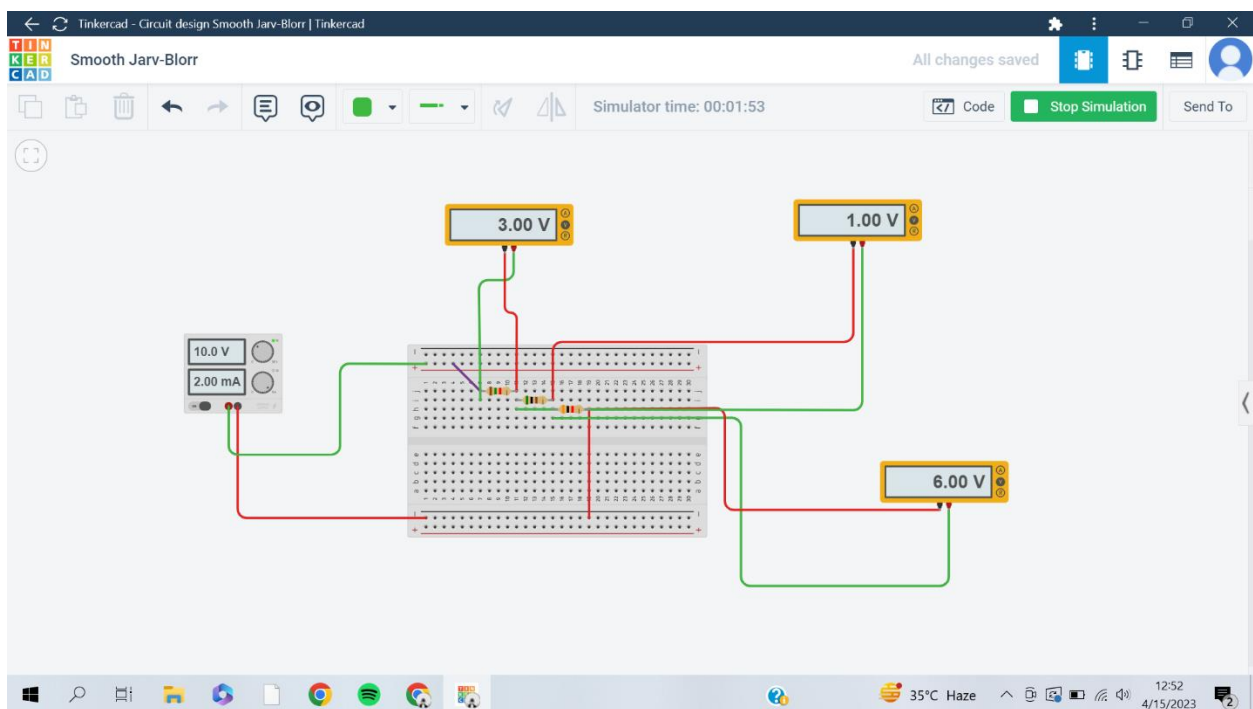 Tinkercad - Circuit design Smooth Jarv-Blorr | Tinkercad
TIN
KER
CAD
Smooth Jarv-Blorr
All changes saved
Simulator time: 00:01:53
Code
Stop Simulation
Send To
3.00 V
1.00 V
10.0 V
2.00 mA
6.00 V
35°C Haze
12:52
4/15/2023
2